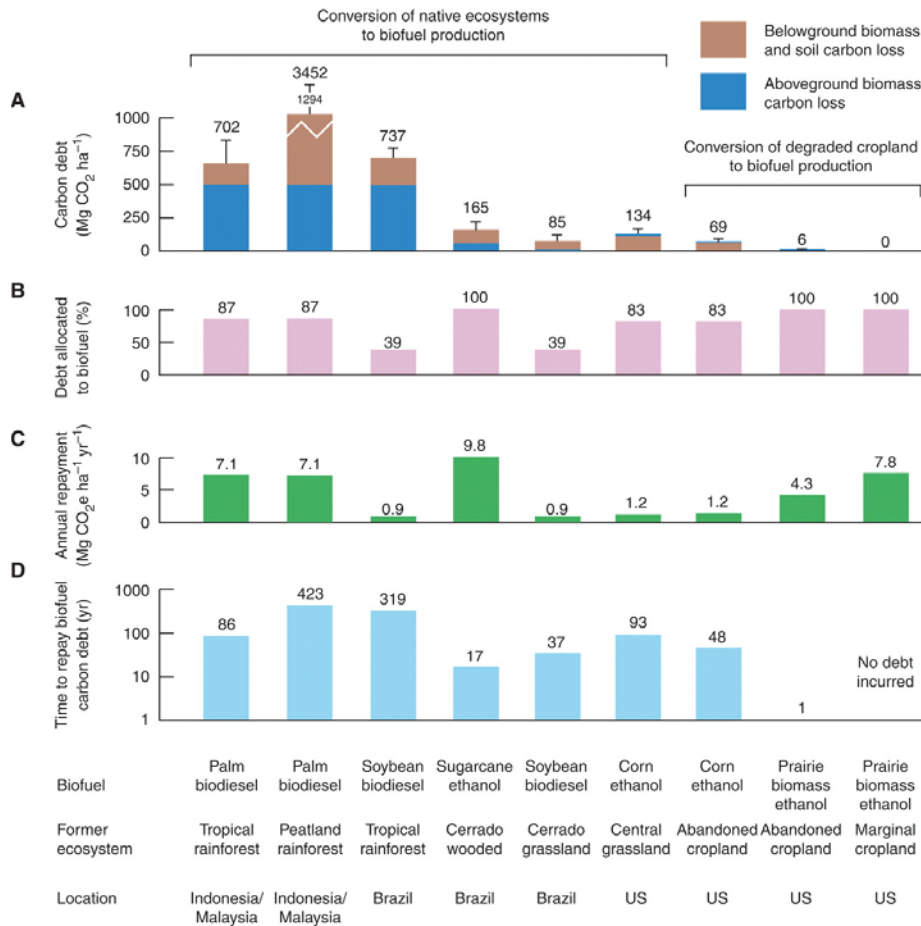 Conversion of native ecosystems
to biofuel production
Belowground biomass
and soil carbon loss
Aboveground biomass
carbon loss
Conversion of degraded cropland
to biofuel production
A
Carbon debt
(Mg CO₂ ha⁻¹)
1000
750
500
250
0
702
3452
1294
737
165
85
134
69
6
0
B
Debt allocated
to biofuel (%)
100
50
0
87
87
39
100
39
83
83
100
100
C
Annual repayment
(Mg CO₂e ha⁻¹ yr⁻¹)
10
5
0
7.1
7.1
0.9
9.8
0.9
1.2
1.2
4.3
7.8
D
Time to repay biofuel
carbon debt (yr)
1000
100
10
1
86
423
319
17
37
93
48
1
No debt
incurred
Biofuel
Palm
biodiesel
Palm
biodiesel
Soybean
biodiesel
Sugarcane
ethanol
Soybean
biodiesel
Corn
ethanol
Corn
ethanol
Prairie
biomass
ethanol
Prairie
biomass
ethanol
Former
ecosystem
Tropical
rainforest
Peatland
rainforest
Tropical
rainforest
Cerrado
wooded
Cerrado
grassland
Central
grassland
Abandoned
cropland
Abandoned
cropland
Marginal
cropland
Location
Indonesia/
Malaysia
Indonesia/
Malaysia
Brazil
Brazil
Brazil
US
US
US
US